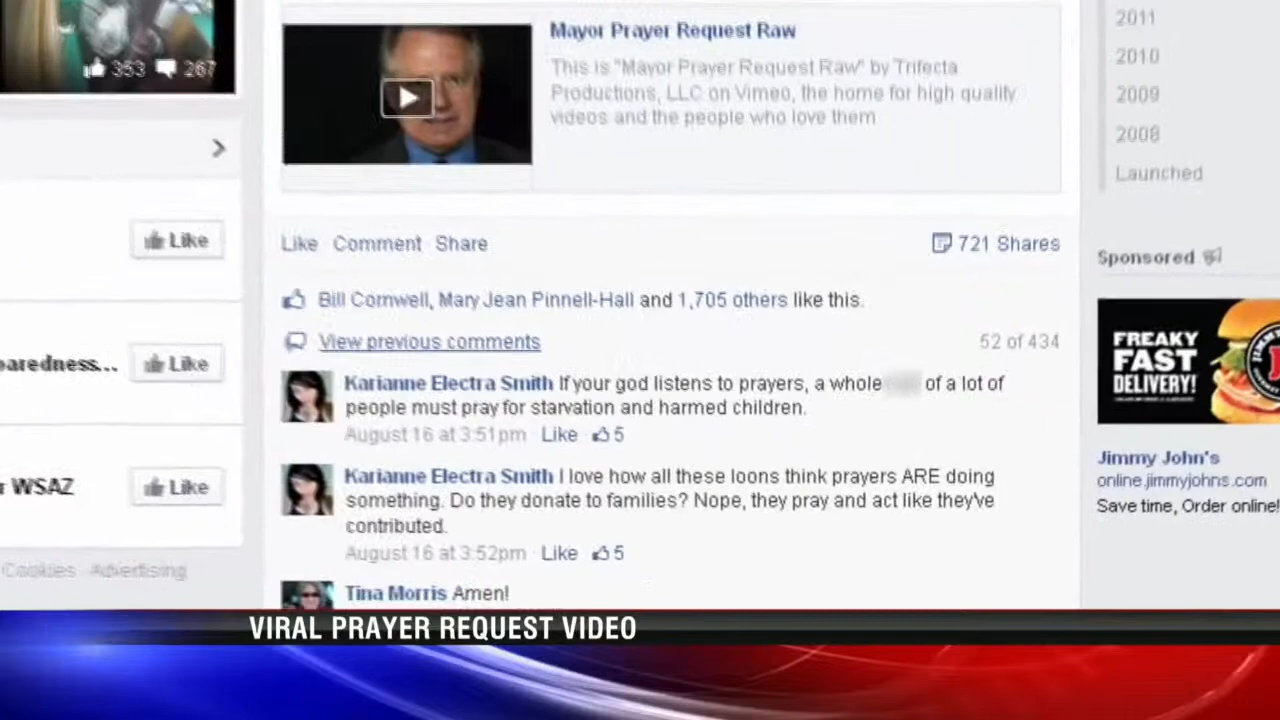 353 267
Like
paredness... Like
r WSAZ Like
Cookies · Advertising
Mayor Prayer Request Raw
This is "Mayor Prayer Request Raw" by Trifecta
Productions, LLC on Vimeo, the home for high quality
videos and the people who love them
Like · Comment · Share 721 Shares
Bill Cornwell, Mary Jean Pinnell-Hall and 1,705 others like this.
View previous comments 52 of 434
Karianne Electra Smith If your god listens to prayers, a whole of a lot of
people must pray for starvation and harmed children.
August 16 at 3:51pm · Like · 5
Karianne Electra Smith I love how all these loons think prayers ARE doing
something. Do they donate to families? Nope, they pray and act like they've
contributed.
August 16 at 3:52pm · Like · 5
Tina Morris Amen!
2011
2010
2009
2008
Launched
Sponsored
FREAKY
FAST
DELIVERY!
Jimmy John's
online.jimmyjohns.com
Save time, Order online!
VIRAL PRAYER REQUEST VIDEO